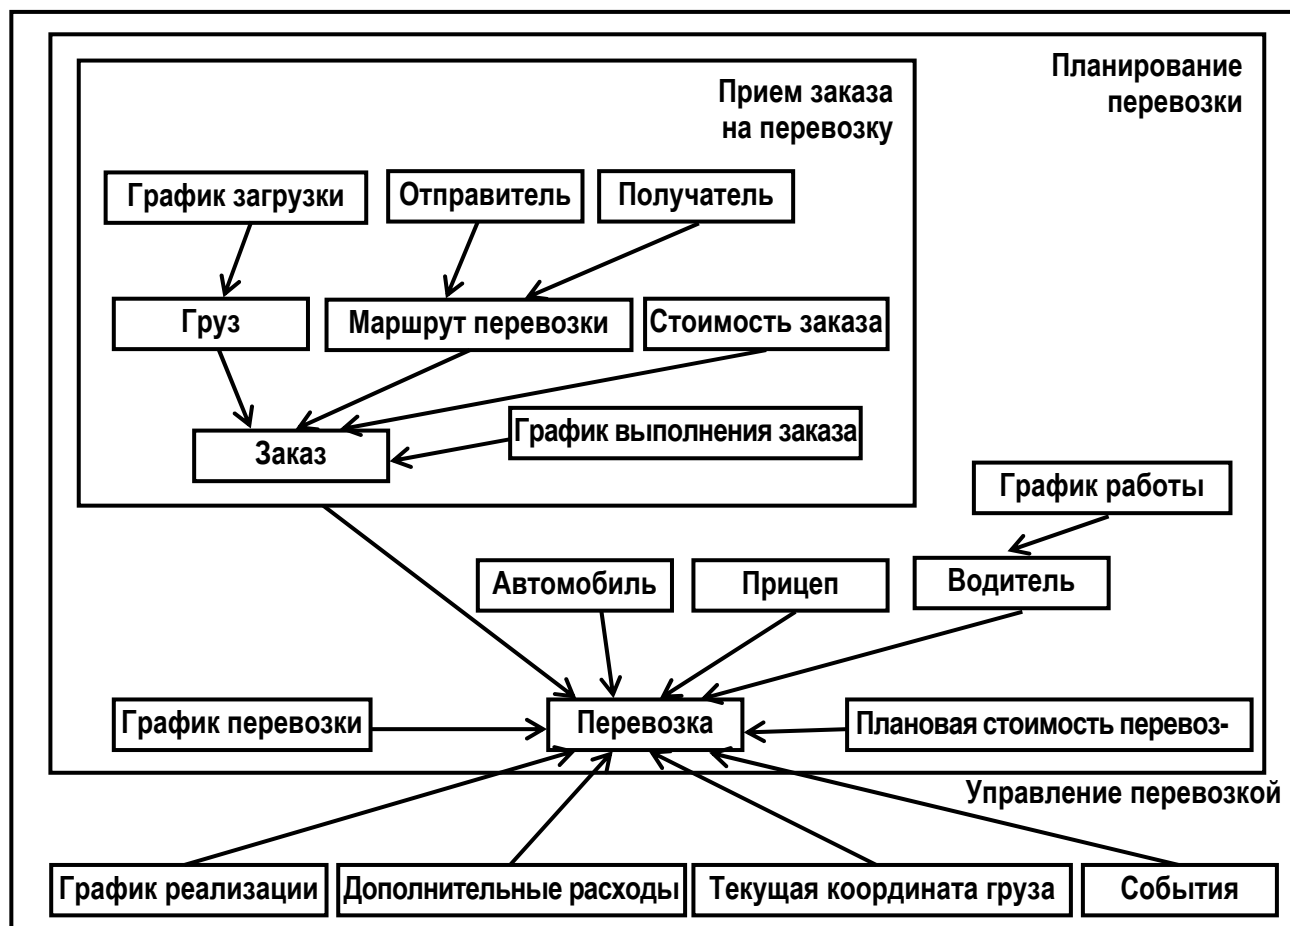 Планирование
перевозки
Прием заказа
на перевозку
График загрузки
Отправитель
Получатель
Груз
Маршрут перевозки
Стоимость заказа
График выполнения заказа
Заказ
График работы
Автомобиль
Прицеп
Водитель
График перевозки
Перевозка
Плановая стоимость перевоз-
Управление перевозкой
График реализации
Дополнительные расходы
Текущая координата груза
События